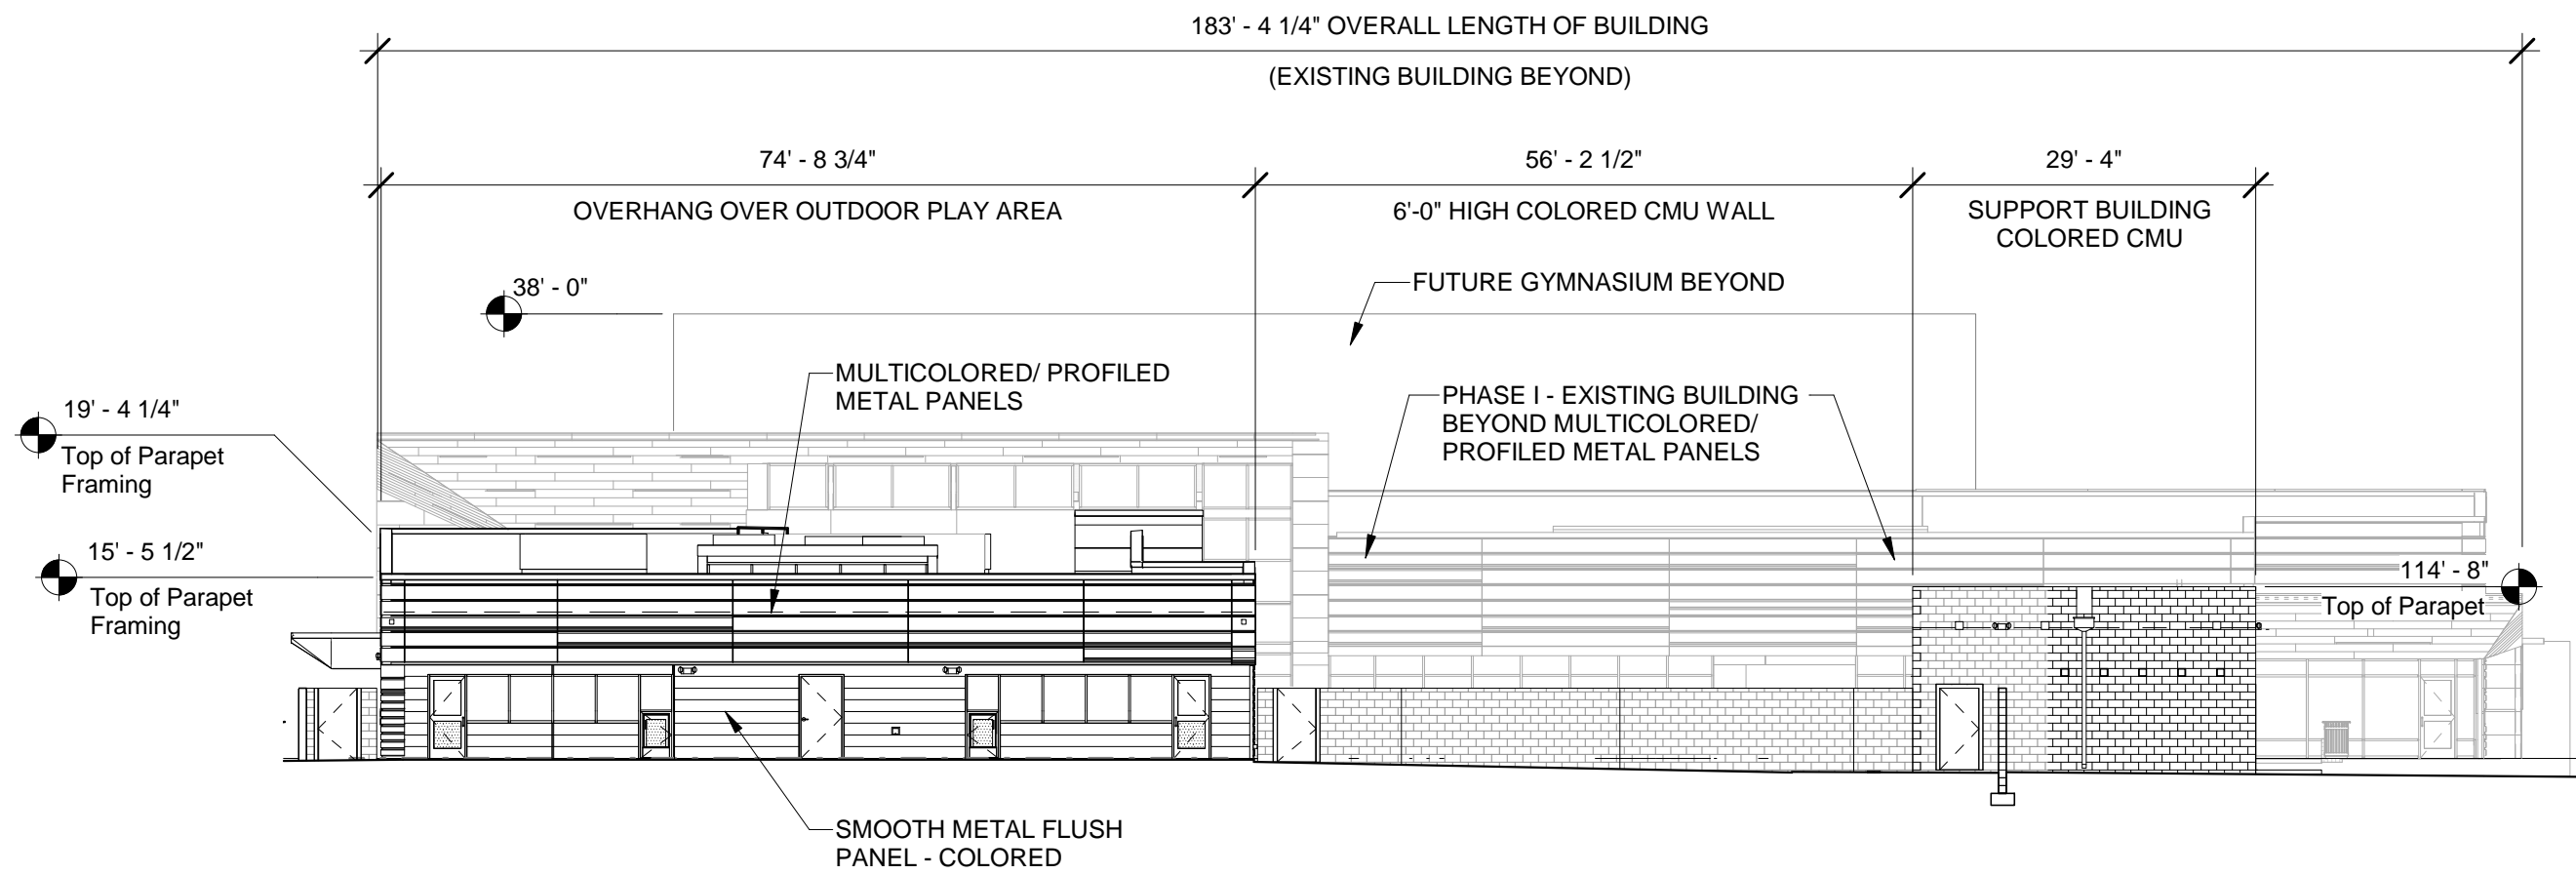 183' - 4 1/4" OVERALL LENGTH OF BUILDING
(EXISTING BUILDING BEYOND)
74' - 8 3/4"
OVERHANG OVER OUTDOOR PLAY AREA
56' - 2 1/2"
6'-0" HIGH COLORED CMU WALL
29' - 4"
SUPPORT BUILDING
COLORED CMU
38' - 0"
FUTURE GYMNASIUM BEYOND
MULTICOLORED/ PROFILED
METAL PANELS
PHASE I - EXISTING BUILDING
BEYOND MULTICOLORED/
PROFILED METAL PANELS
19' - 4 1/4"
Top of Parapet
Framing
15' - 5 1/2"
Top of Parapet
Framing
114' - 8"
Top of Parapet
SMOOTH METAL FLUSH
PANEL - COLORED